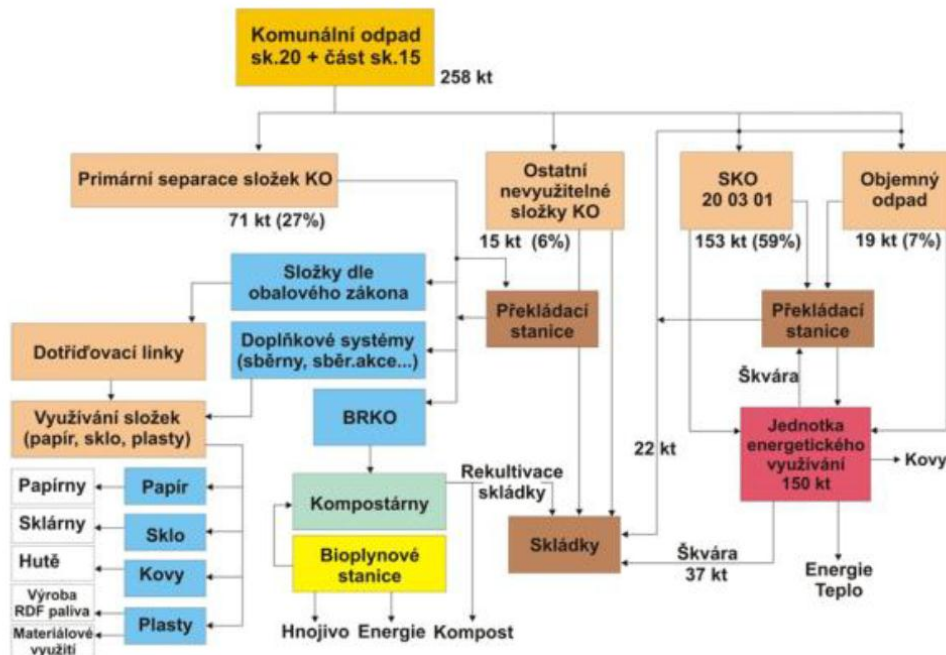 Komunální odpad
sk.20 + část sk.15
258 kt
Primární separace složek KO
71 kt (27%)
Ostatní
nevyužitelné
složky KO
15 kt (6%)
SKO
20 03 01
153 kt (59%)
Objemný
odpad
19 kt (7%)
Složky dle
obalového zákona
Překládací
stanice
Překládací
stanice
Doplňkové systémy
(sběrny, sběr.akce...)
Dotřiďovací linky
Škvára
Využívání složek
(papír, sklo, plasty)
BRKO
Jednotka
energetického
využívání
150 kt
22 kt
Kovy
Papírny
Papír
Kompostárny
Rekultivace
skládky
Sklárny
Sklo
Skládky
Škvára
37 kt
Energie
Teplo
Hutě
Kovy
Bioplynové
stanice
Výroba
RDF paliva
Plasty
Materiálové
využití
Hnojivo
Energie
Kompost